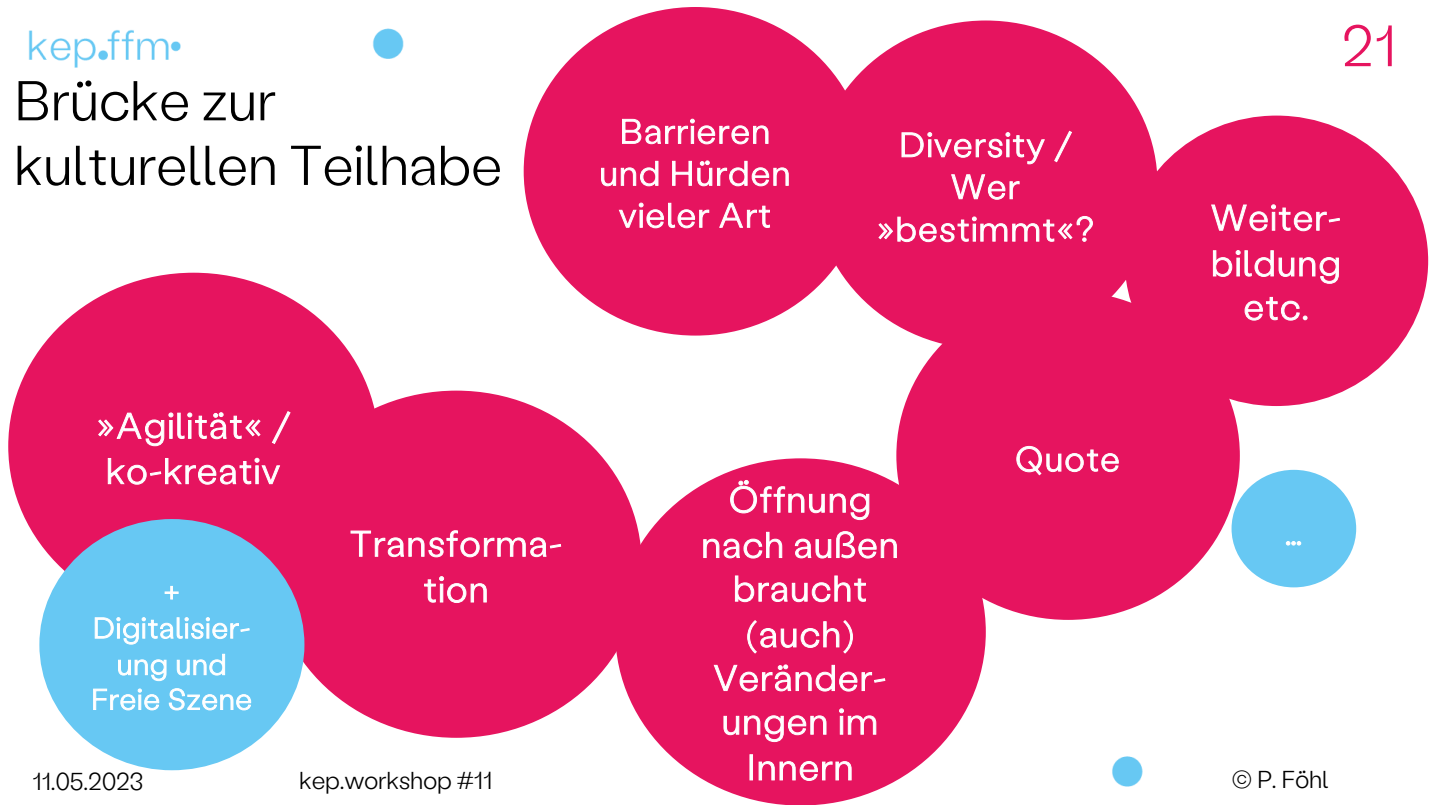 kep.ffm
21
Brücke zur
kulturellen Teilhabe
Barrieren
und Hürden
vieler Art
Diversity /
Wer
»bestimmt«?
Weiter-
bildung
etc.
Quote
...
Öffnung
nach außen
braucht
(auch)
Veränder-
ungen im
Innern
Transforma-
tion
»Agilität« /
ko-kreativ
+
Digitalisier-
ung und
Freie Szene
11.05.2023
kep.workshop #11
© P. Föhl